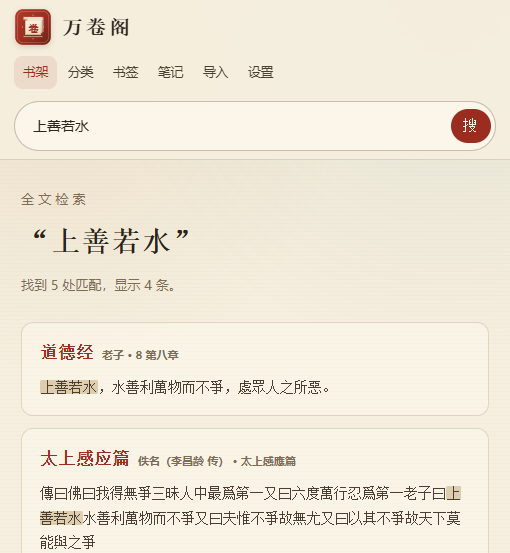 卷
万卷阁
书架 分类 书签 笔记 导入 设置
上善若水 搜
全文检索
“上善若水”
找到 5 处匹配，显示 4 条。
道德经 老子 • 8 第八章
上善若水，水善利萬物而不爭，處眾人之所惡。
太上感应篇 佚名（李昌龄 传） • 太上感應篇
傳曰佛曰我得無爭三昧人中最爲第一又曰六度萬行忍爲第一老子曰上
善若水水善利萬物而不爭又曰夫惟不爭故無尤又曰以其不爭故天下莫
能與之爭